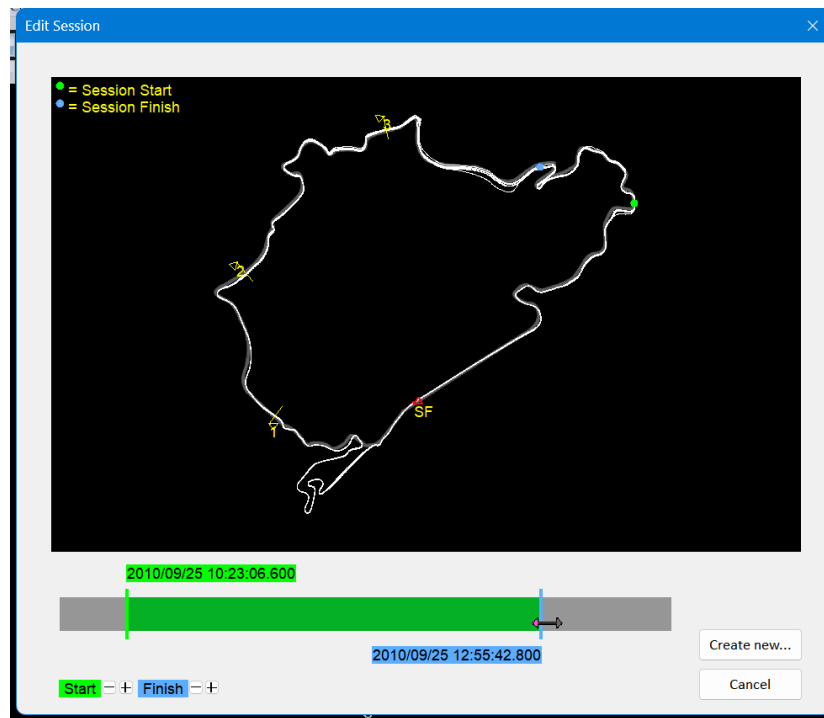 Edit Session
= Session Start
= Session Finish
3
2
SF
1
2010/09/25 10:23:06.600
2010/09/25 12:55:42.800
Create new...
Start − + Finish − +
Cancel